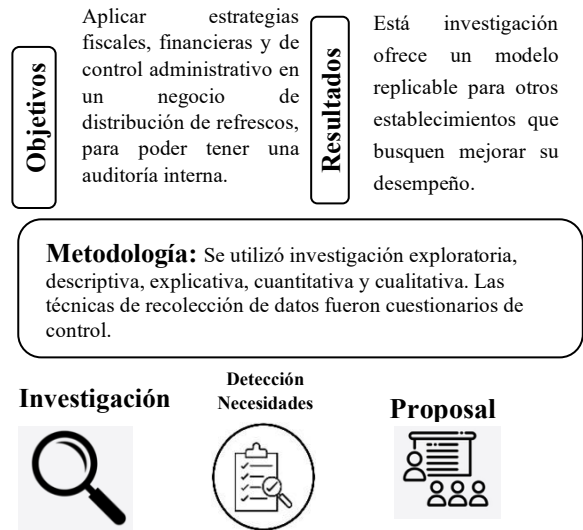 Objetivos
Aplicar estrategias
fiscales, financieras y de
control administrativo en
un negocio de
distribución de refrescos,
para poder tener una
auditoría interna.
Resultados
Está investigación
ofrece un modelo
replicable para otros
establecimientos que
busquen mejorar su
desempeño.
Metodología: Se utilizó investigación exploratoria,
descriptiva, explicativa, cuantitativa y cualitativa. Las
técnicas de recolección de datos fueron cuestionarios de
control.
Investigación
Detección
Necesidades
Proposal